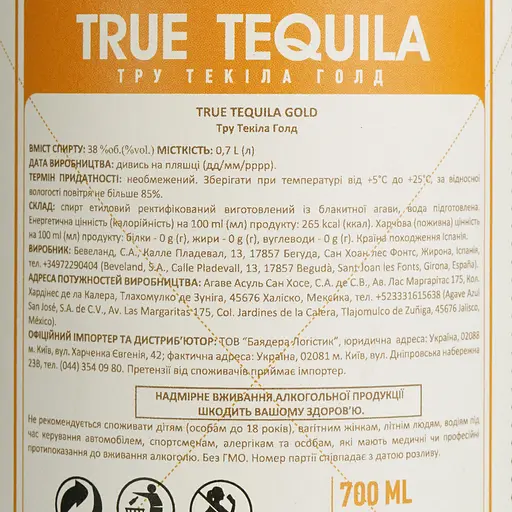 TRUE TEQUILA
ТРУ ТЕКІЛА ГОЛД
TRUE TEQUILA GOLD
Тру Текіла Голд
ВМІСТ СПИРТУ: 38 %об.(%vol.) МІСТКІСТЬ: 0,7 L (л)
ДАТА ВИРОБНИЦТВА: дивись на пляшці (дд/мм/рррр).
ТЕРМІН ПРИДАТНОСТІ: необмежений. Зберігати при температурі від +5°С до +25°С, за відносної
вологості повітря не більше 85%.
СКЛАД: спирт етиловий ректифікований виготовлений із блакитної агави, вода підготовлена.
Енергетична цінність (калорійність) на 100 ml (мл) продукту: 265 kcal (ккал). Харчова (поживна) цінність
на 100 ml (мл) продукту: білки - 0 g (г), жири - 0 g (г), вуглеводи - 0 g (г). Країна походження Іспанія.
ВИРОБНИК: Бевеланд, С.А., Калле Пладевал, 13, 17857 Бегуда, Сан Хоан лес Фонтс, Жирона, Іспанія,
тел. +34972290404 (Beveland, S.A., Calle Pladevall, 13, 17857 Begudà, Sant Joan les Fonts, Girona, España).
АДРЕСА ПОТУЖНОСТЕЙ ВИРОБНИЦТВА: Агаве Асуль Сан Хосе, С.А. де С.В., Ав. Лас Маргарітас 175, Кол.
Хардінес де ла Калера, Тлахомулко де Зуніга, 45676 Халіско, Мексика, тел. +523331615638 (Agave Azul
San José, S.A. de C.V., Av. Las Margaritas 175, Col. Jardines de la Calera, Tlajomulco de Zuñiga, 45676 Jalisco,
México).
ОФІЦІЙНИЙ ІМПОРТЕР ТА ДИСТРИБ'ЮТОР: ТОВ "Баядера Логістик", юридична адреса: Україна, 02088
м. Київ, вул. Харченка Євгенія, 42; фактична адреса: Україна, 02081 м. Київ, вул. Дніпровська набережна
23В, тел. (044) 354 09 80. Претензії від споживачів приймає імпортер.
НАДМІРНЕ ВЖИВАННЯ АЛКОГОЛЬНОЇ ПРОДУКЦІЇ
ШКОДИТЬ ВАШОМУ ЗДОРОВ'Ю.
Не рекомендується споживати дітям (особам до 18 років), вагітним жінкам, літнім людям, водіям під
час керування автомобілем, спортсменам, алергікам та особам, які мають медичні чи професійні
протипоказання до вживання алкоголю. Без ГМО. Номер партії співпадає з датою розливу.
700 ML